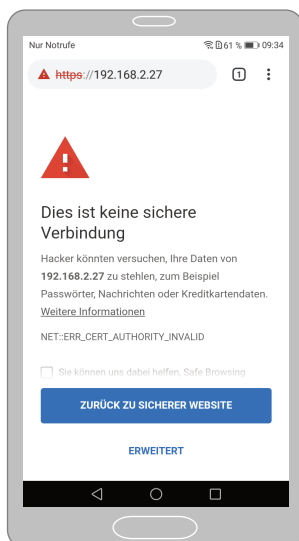 Nur Notrufe 61 % 09:34
https://192.168.2.27 1
Dies ist keine sichere
Verbindung
Hacker könnten versuchen, Ihre Daten von
192.168.2.27 zu stehlen, zum Beispiel
Passwörter, Nachrichten oder Kreditkartendaten.
Weitere Informationen
NET::ERR_CERT_AUTHORITY_INVALID
Sie können uns dabei helfen, Safe Browsing
ZURÜCK ZU SICHERER WEBSITE
ERWEITERT